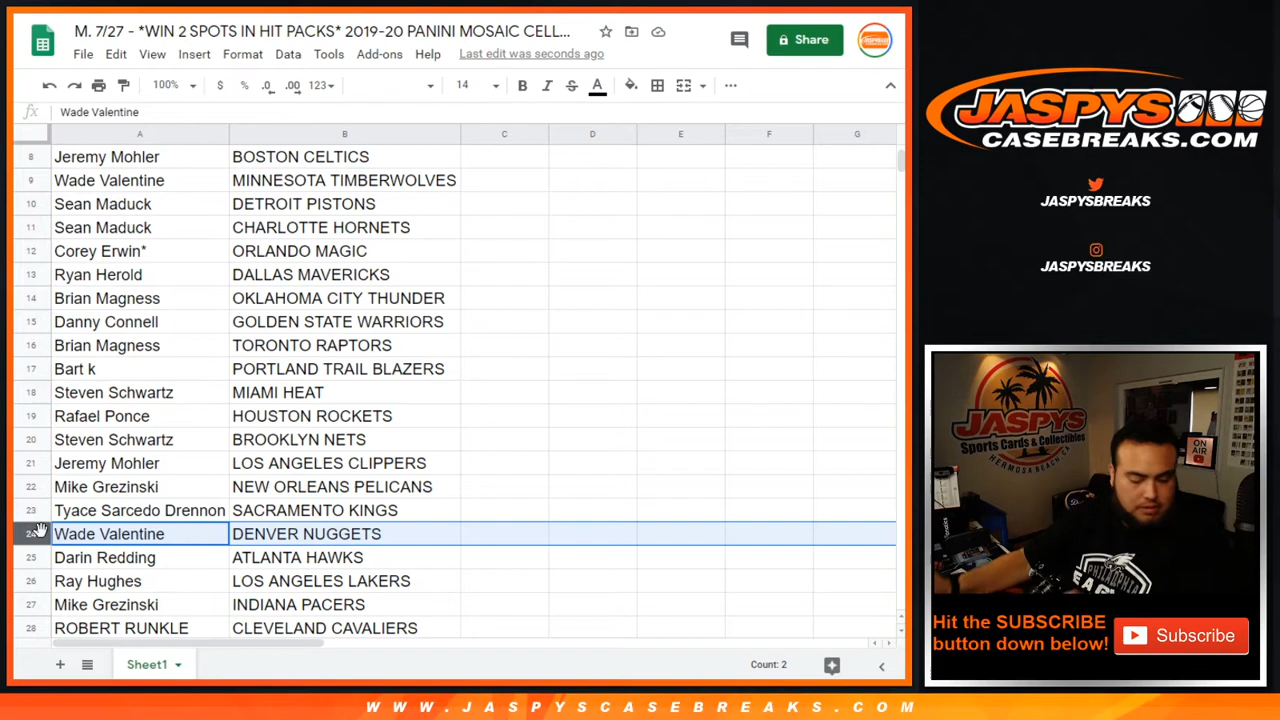 M. 7/27 - *WIN 2 SPOTS IN HIT PACKS* 2019-20 PANINI MOSAIC CELL...
Share
File Edit View Insert Format Data Tools Add-ons Help Last edit was seconds ago
100% $ % .0 .00 123 14 B I S A ...
fx Wade Valentine
A B C D E F G
8 Jeremy Mohler BOSTON CELTICS
9 Wade Valentine MINNESOTA TIMBERWOLVES
10 Sean Maduck DETROIT PISTONS
11 Sean Maduck CHARLOTTE HORNETS
12 Corey Erwin* ORLANDO MAGIC
13 Ryan Herold DALLAS MAVERICKS
14 Brian Magness OKLAHOMA CITY THUNDER
15 Danny Connell GOLDEN STATE WARRIORS
16 Brian Magness TORONTO RAPTORS
17 Bart k PORTLAND TRAIL BLAZERS
18 Steven Schwartz MIAMI HEAT
19 Rafael Ponce HOUSTON ROCKETS
20 Steven Schwartz BROOKLYN NETS
21 Jeremy Mohler LOS ANGELES CLIPPERS
22 Mike Grezinski NEW ORLEANS PELICANS
23 Tyace Sarcedo Drennon SACRAMENTO KINGS
24 Wade Valentine DENVER NUGGETS
25 Darin Redding ATLANTA HAWKS
26 Ray Hughes LOS ANGELES LAKERS
27 Mike Grezinski INDIANA PACERS
28 ROBERT RUNKLE CLEVELAND CAVALIERS
Sheet1
Count: 2
JASPYS
CASEBREAKS.COM
JASPYSBREAKS
JASPYSBREAKS
JASPYS
Sports Cards & Collectibles
HERMOSA BEACH, CA
ON
AIR
PHILADELPHIA
Hit the SUBSCRIBE
button down below!
Subscribe
WWW.JASPYSCASEBREAKS.COM